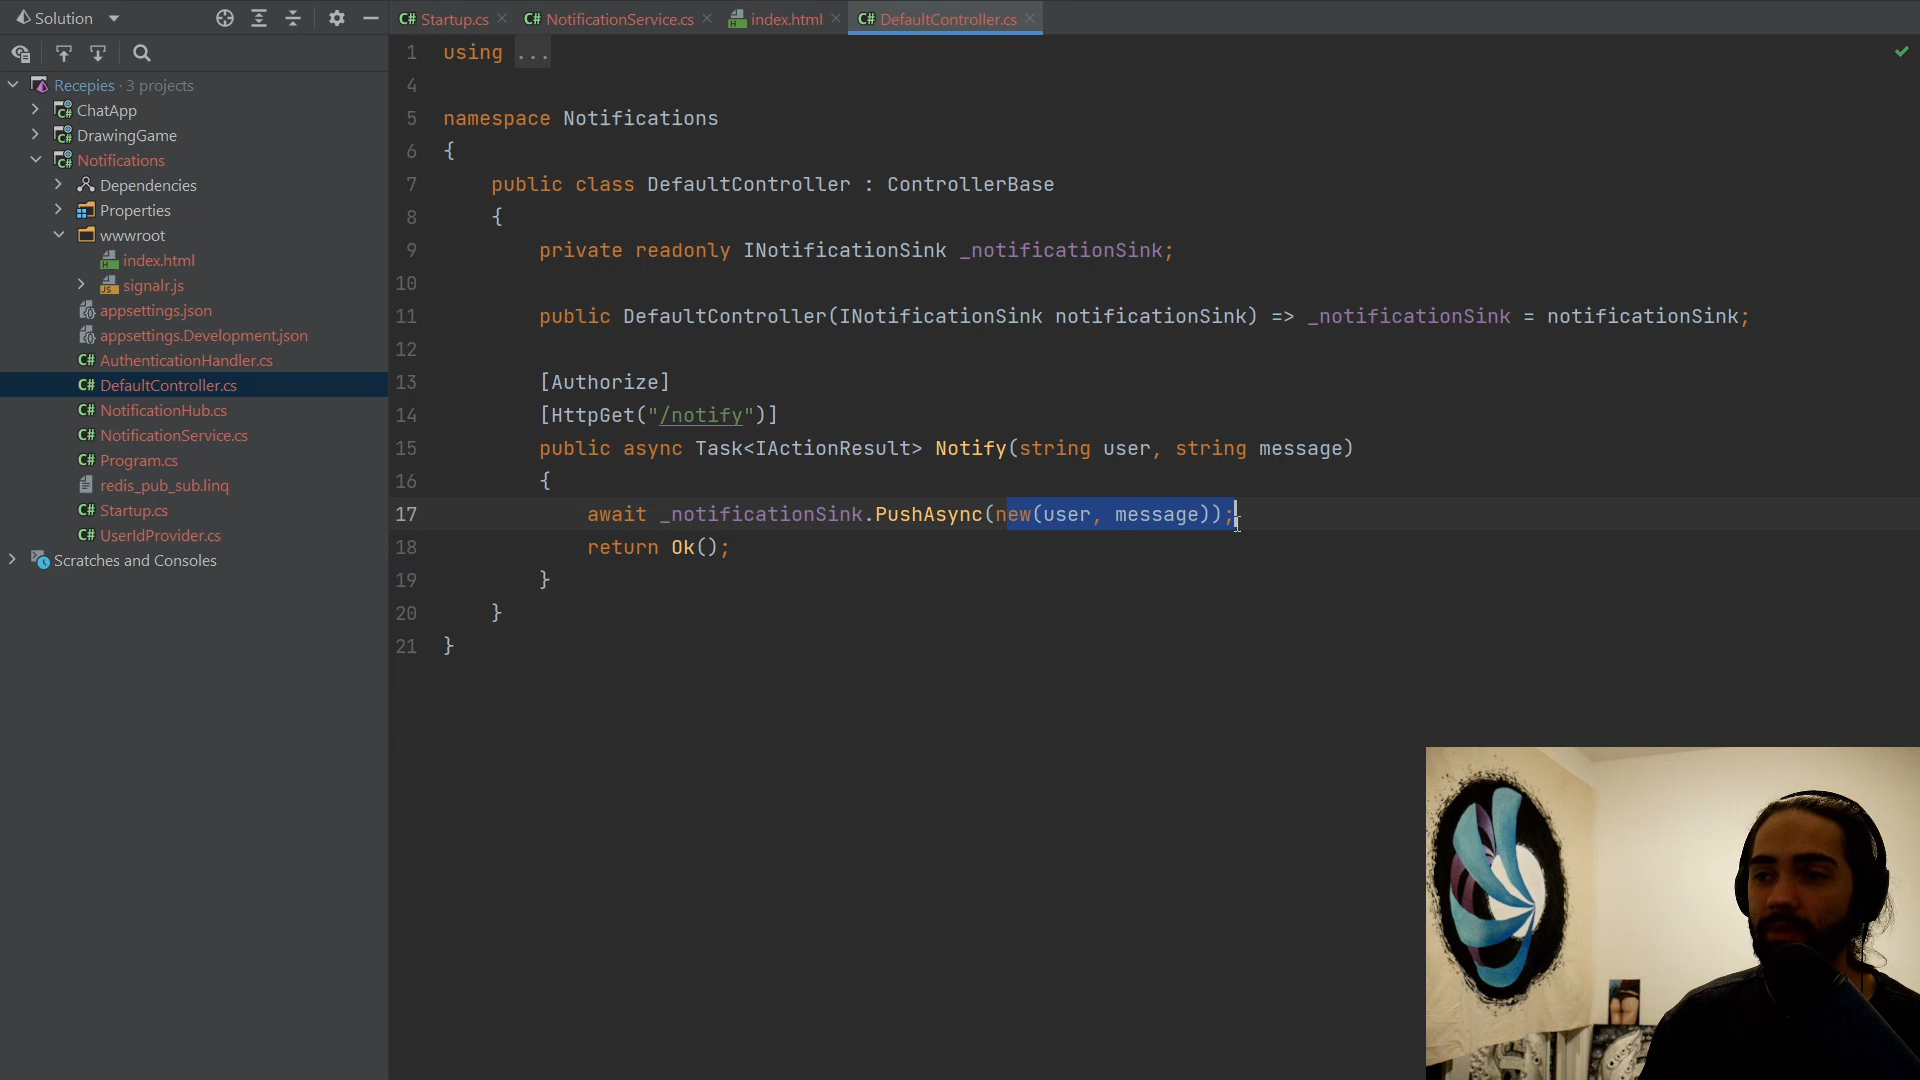 Solution
Recepies · 3 projects
ChatApp
DrawingGame
Notifications
Dependencies
Properties
wwwroot
index.html
signalr.js
appsettings.json
appsettings.Development.json
C# AuthenticationHandler.cs
C# DefaultController.cs
C# NotificationHub.cs
C# NotificationService.cs
C# Program.cs
redis_pub_sub.linq
C# Startup.cs
C# UserIdProvider.cs
Scratches and Consoles
C# Startup.cs C# NotificationService.cs index.html C# DefaultController.cs
1 using ...
4
5 namespace Notifications
6 {
7 public class DefaultController : ControllerBase
8 {
9 private readonly INotificationSink _notificationSink;
10
11 public DefaultController(INotificationSink notificationSink) => _notificationSink = notificationSink;
12
13 [Authorize]
14 [HttpGet("/notify")]
15 public async Task<IActionResult> Notify(string user, string message)
16 {
17 await _notificationSink.PushAsync(new(user, message));
18 return Ok();
19 }
20 }
21 }